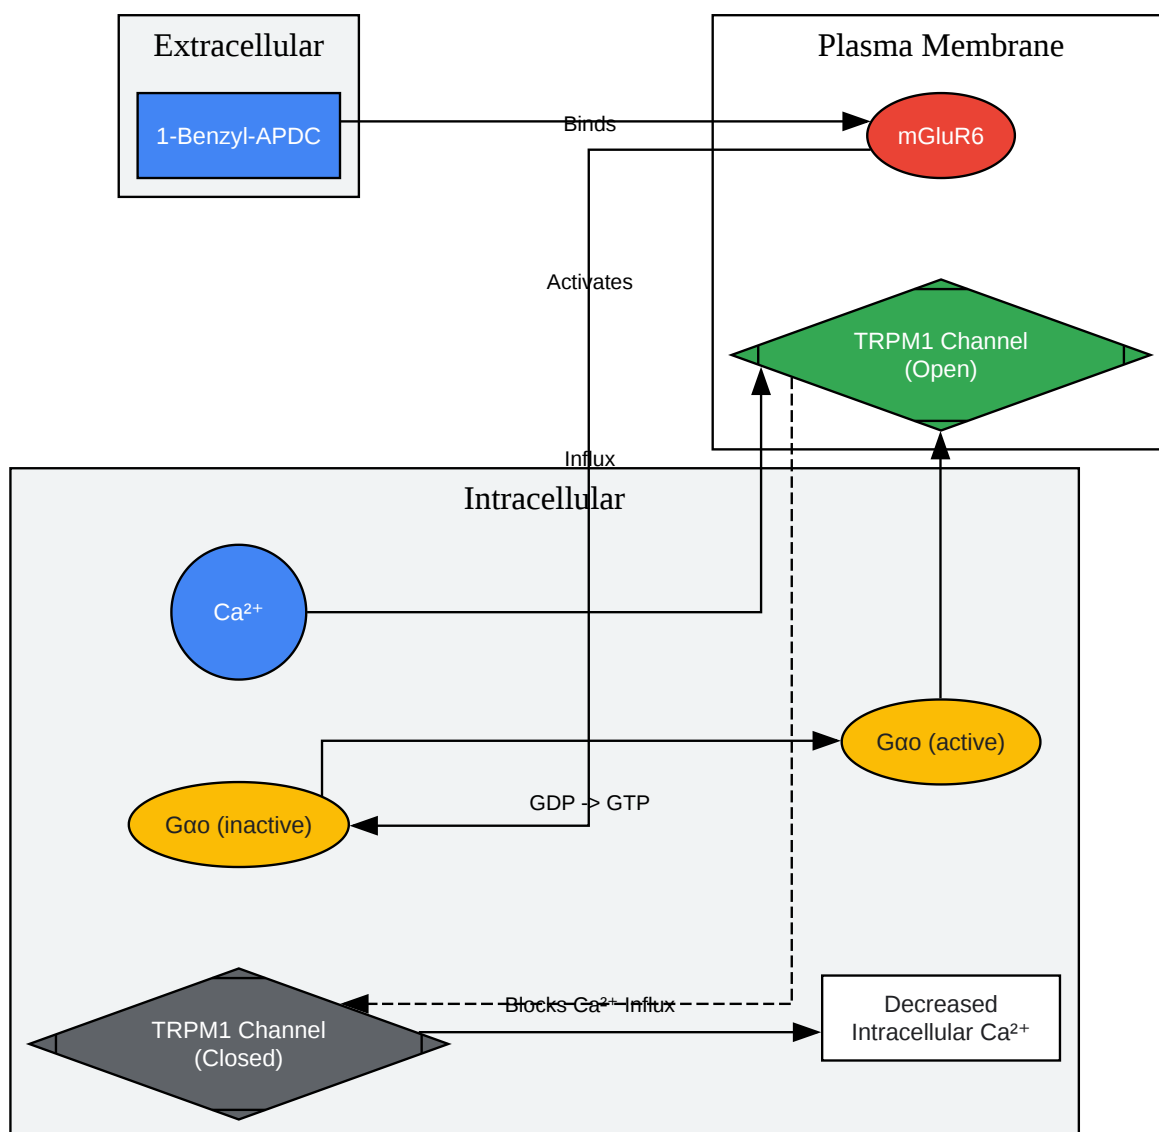 Extracellular
Plasma Membrane
1-Benzyl-APDC
Binds
mGluR6
Activates
TRPM1 Channel
(Open)
Influx
Intracellular
Ca²⁺
Gαo (active)
GDP -> GTP
Gαo (inactive)
Blocks Ca²⁺ Influx
TRPM1 Channel
(Closed)
Decreased
Intracellular Ca²⁺